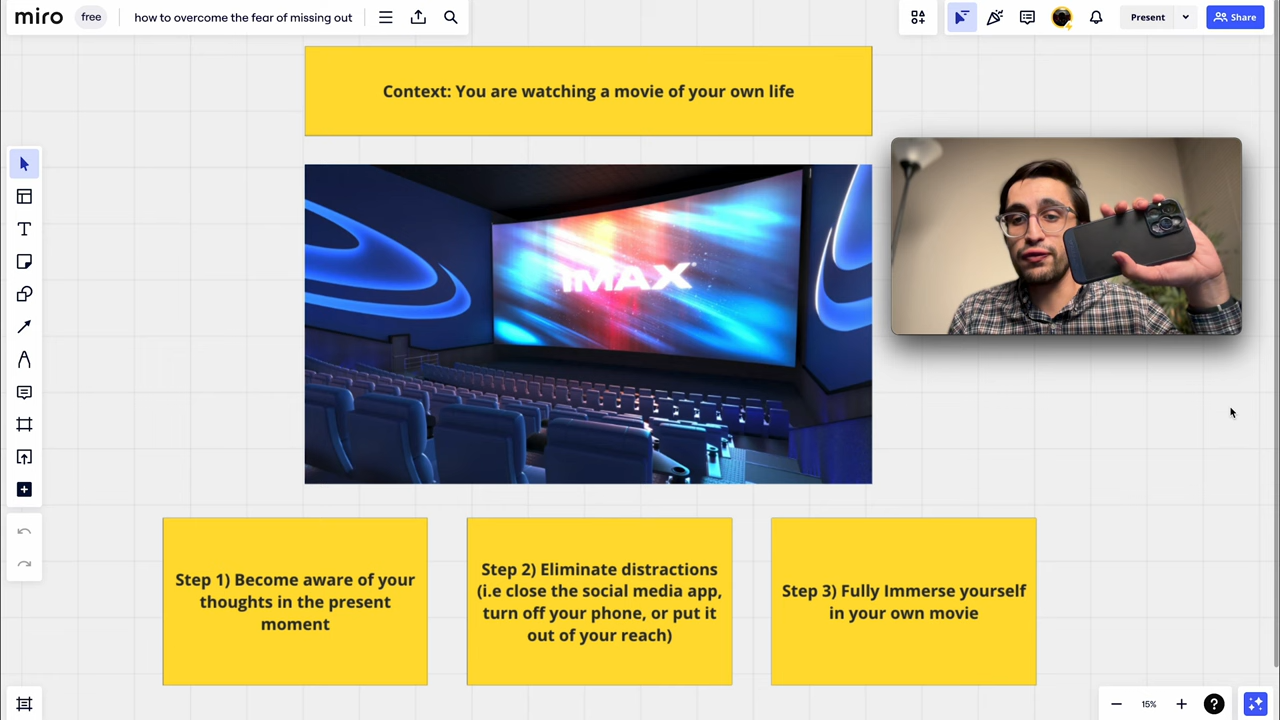 miro
free
how to overcome the fear of missing out
Present
Share
Context: You are watching a movie of your own life
IMAX
Step 1) Become aware of your
thoughts in the present
moment
Step 2) Eliminate distractions
(i.e close the social media app,
turn off your phone, or put it
out of your reach)
Step 3) Fully Immerse yourself
in your own movie
15%